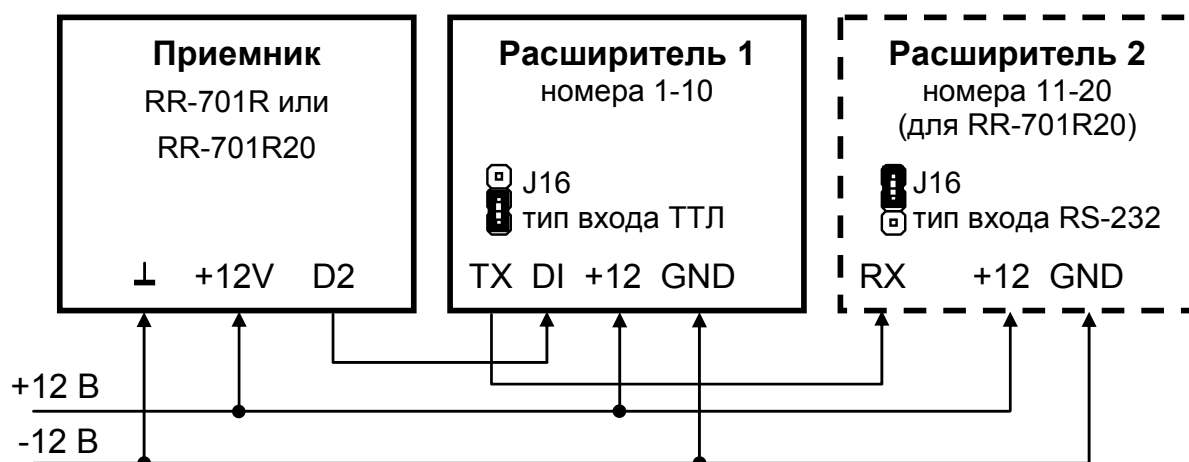 Приемник
RR-701R или
RR-701R20
⊥ +12V D2
Расширитель 1
номера 1-10
J16
тип входа ТТЛ
TX DI +12 GND
Расширитель 2
номера 11-20
(для RR-701R20)
J16
тип входа RS-232
RX +12 GND
+12 В
-12 В